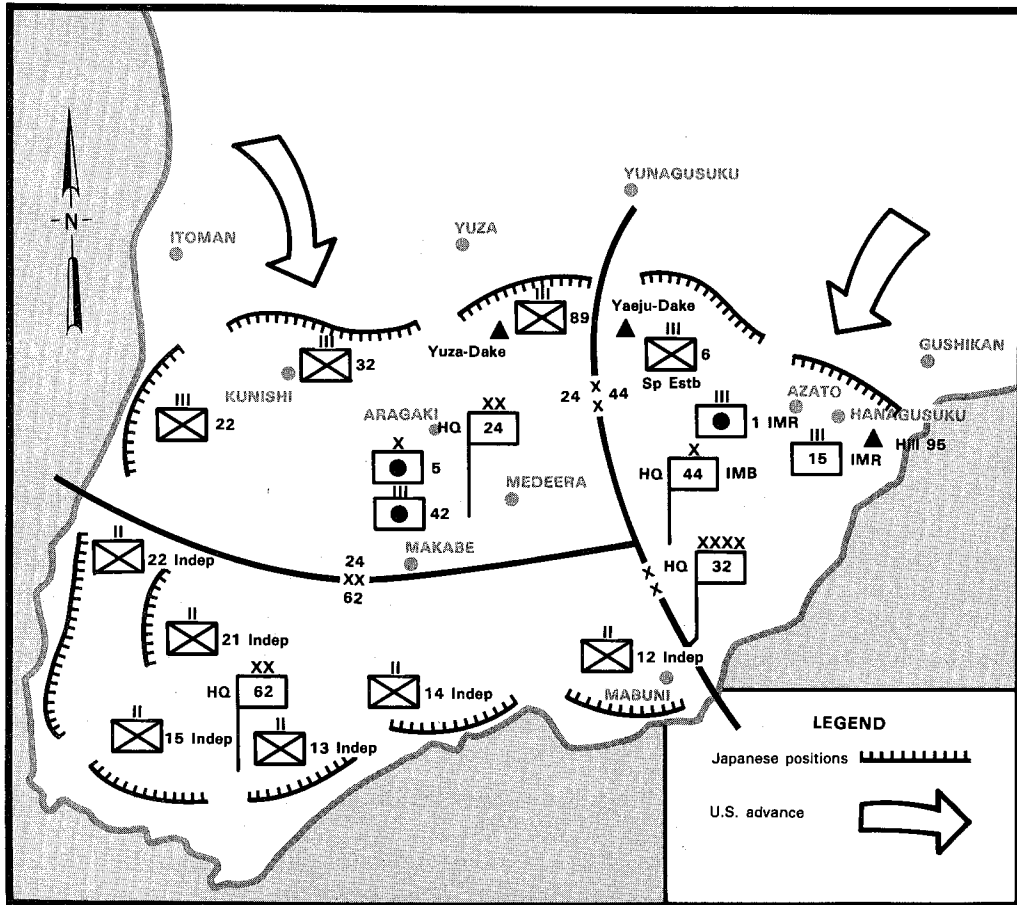 YUNAGUSUKU
N
ITOMAN
YUZA
III
89
Yaeju-Dake
Yuza-Dake
III
32
III
6
Sp Estb
GUSHIKAN
KUNISHI
24 XX 44
III
22
ARAGAKI
XX
HQ 24
III
1 IMR
AZATO
HANAGUSUKU
Hill 95
III
15 IMR
X
5
X
HQ 44 IMB
III
42
MEDEERA
MAKABE
24
XX
62
XXXX
HQ 32
XX
II
22 Indep
II
21 Indep
II
12 Indep
MABUNI
XX
HQ 62
II
14 Indep
II
15 Indep
II
13 Indep
LEGEND
Japanese positions
U.S. advance